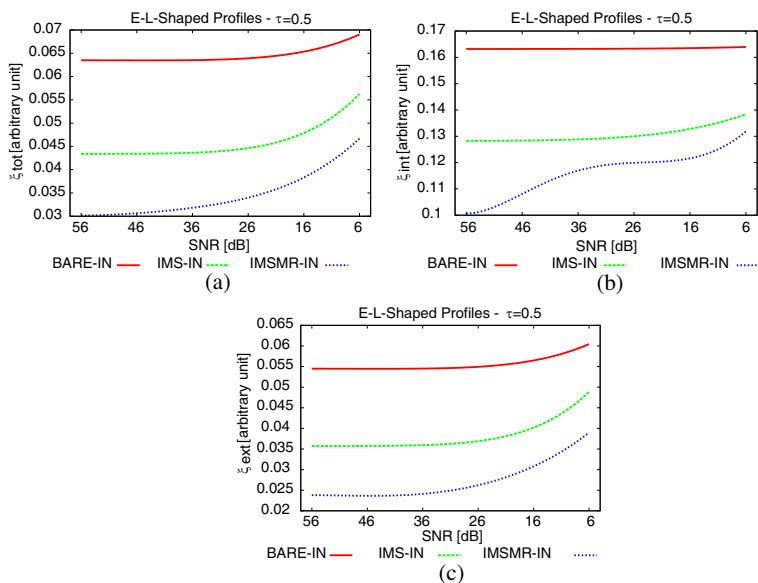 E-L-Shaped Profiles - τ=0.5
0.07
0.065
0.06
0.055
0.05
0.045
0.04
0.035
0.03
ξtot[arbitrary unit]
56 46 36 26 16 6
SNR [dB]
BARE-IN IMS-IN IMSMR-IN
(a)
E-L-Shaped Profiles - τ=0.5
0.17
0.16
0.15
0.14
0.13
0.12
0.11
0.1
ξint[arbitrary unit]
56 46 36 26 16 6
SNR [dB]
BARE-IN IMS-IN IMSMR-IN
(b)
E-L-Shaped Profiles - τ=0.5
0.065
0.06
0.055
0.05
0.045
0.04
0.035
0.03
0.025
0.02
ξext[arbitrary unit]
56 46 36 26 16 6
SNR [dB]
BARE-IN IMS-IN IMSMR-IN
(c)